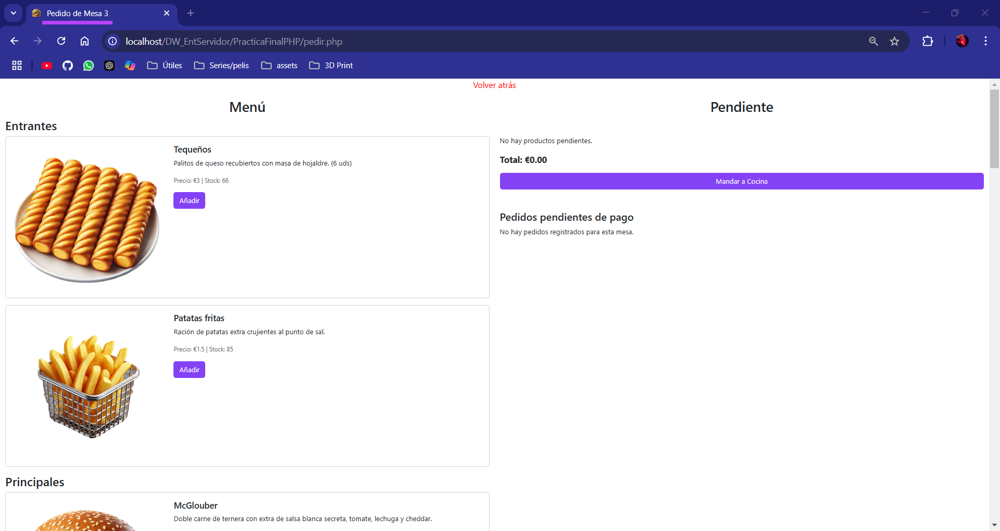 Pedido de Mesa 3
localhost/DW_EntServidor/PracticaFinalPHP/pedir.php
Útiles
Series/pelis
assets
3D Print
Volver atrás
Menú
Entrantes
Tequeños
Palitos de queso recubiertos con masa de hojaldre. (6 uds)
Precio: €3 | Stock: 66
Añadir
Patatas fritas
Ración de patatas extra crujientes al punto de sal.
Precio: €1.5 | Stock: 85
Añadir
Principales
McGlouber
Doble carne de ternera con extra de salsa blanca secreta, tomate, lechuga y cheddar.
Pendiente
No hay productos pendientes.
Total: €0.00
Mandar a Cocina
Pedidos pendientes de pago
No hay pedidos registrados para esta mesa.